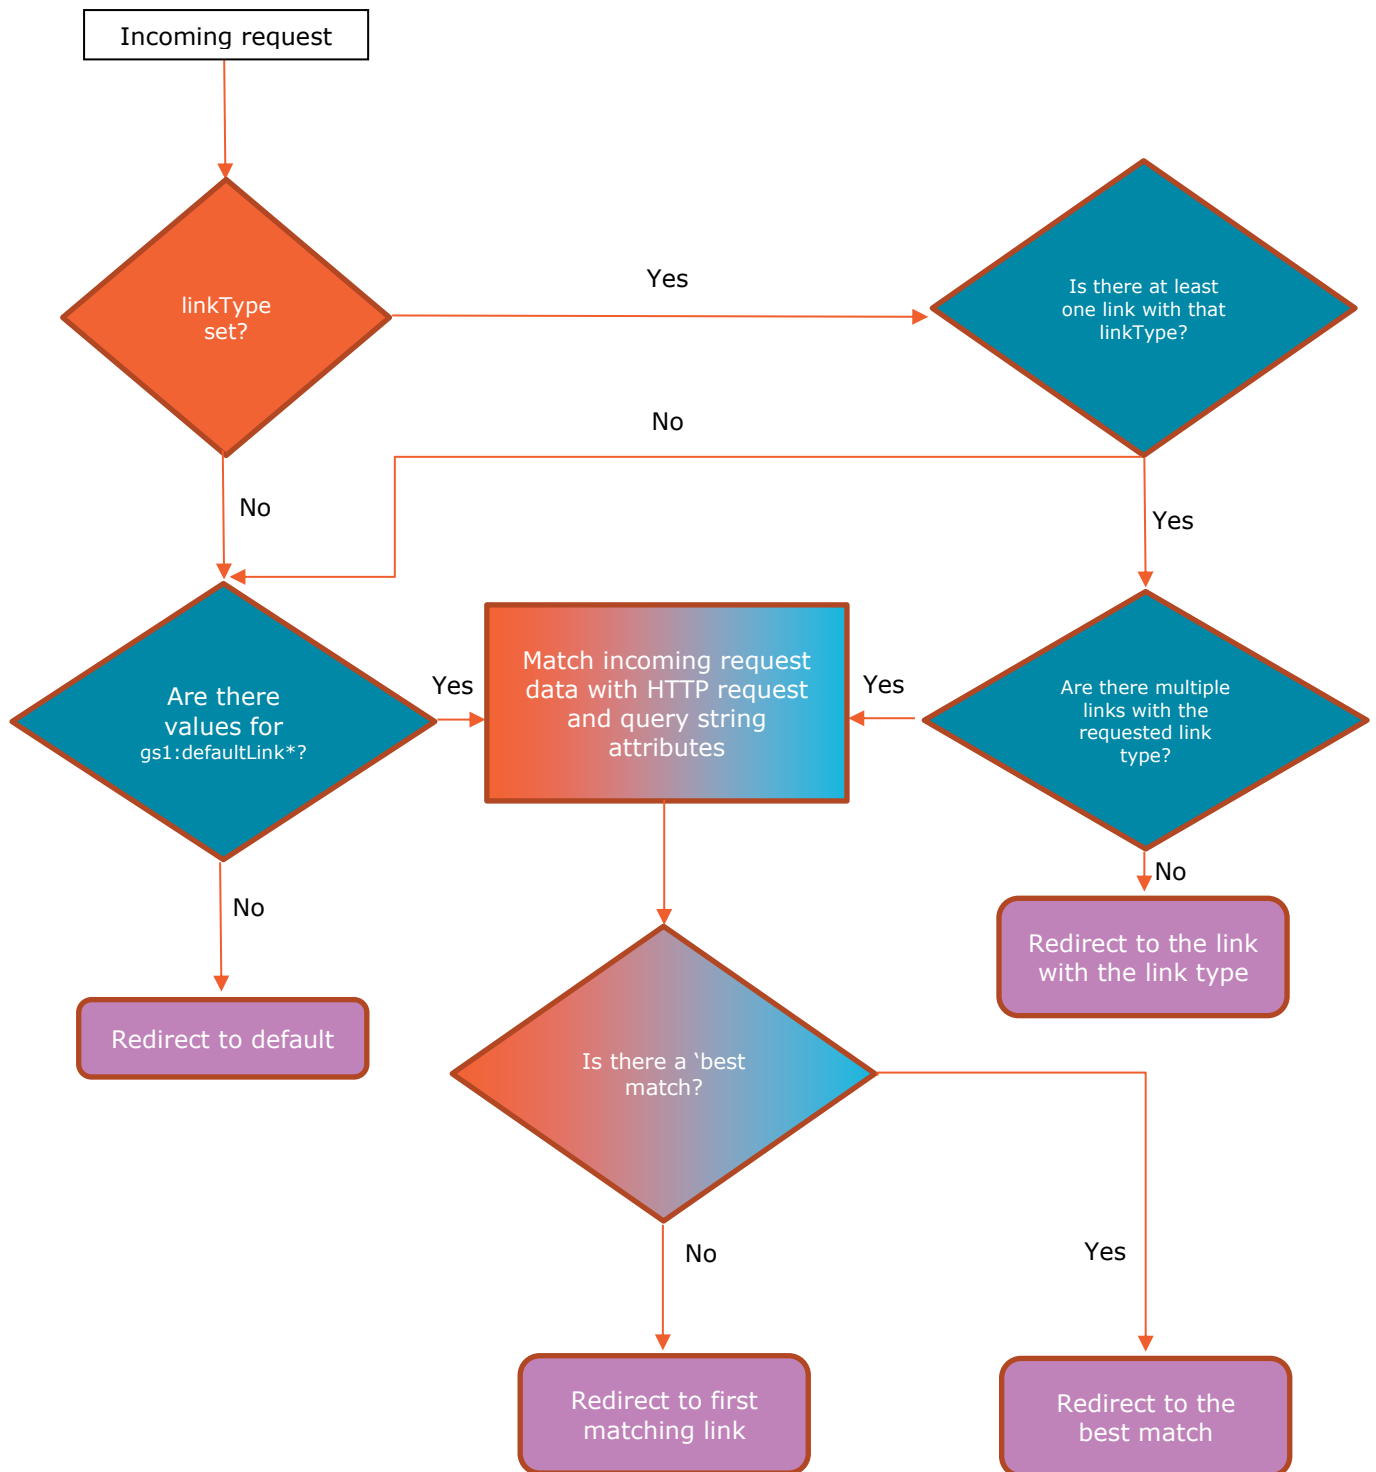 Incoming request
linkType
set?
Yes
Is there at least
one link with that
linkType?
No
No
Yes
Are there
values for
gs1:defaultLink*?
Yes
Match incoming request
data with HTTP request
and query string
attributes
Yes
Are there multiple
links with the
requested link
type?
No
No
Redirect to the link
with the link type
Redirect to default
Is there a ‘best
match?
No
Yes
Redirect to first
matching link
Redirect to the
best match